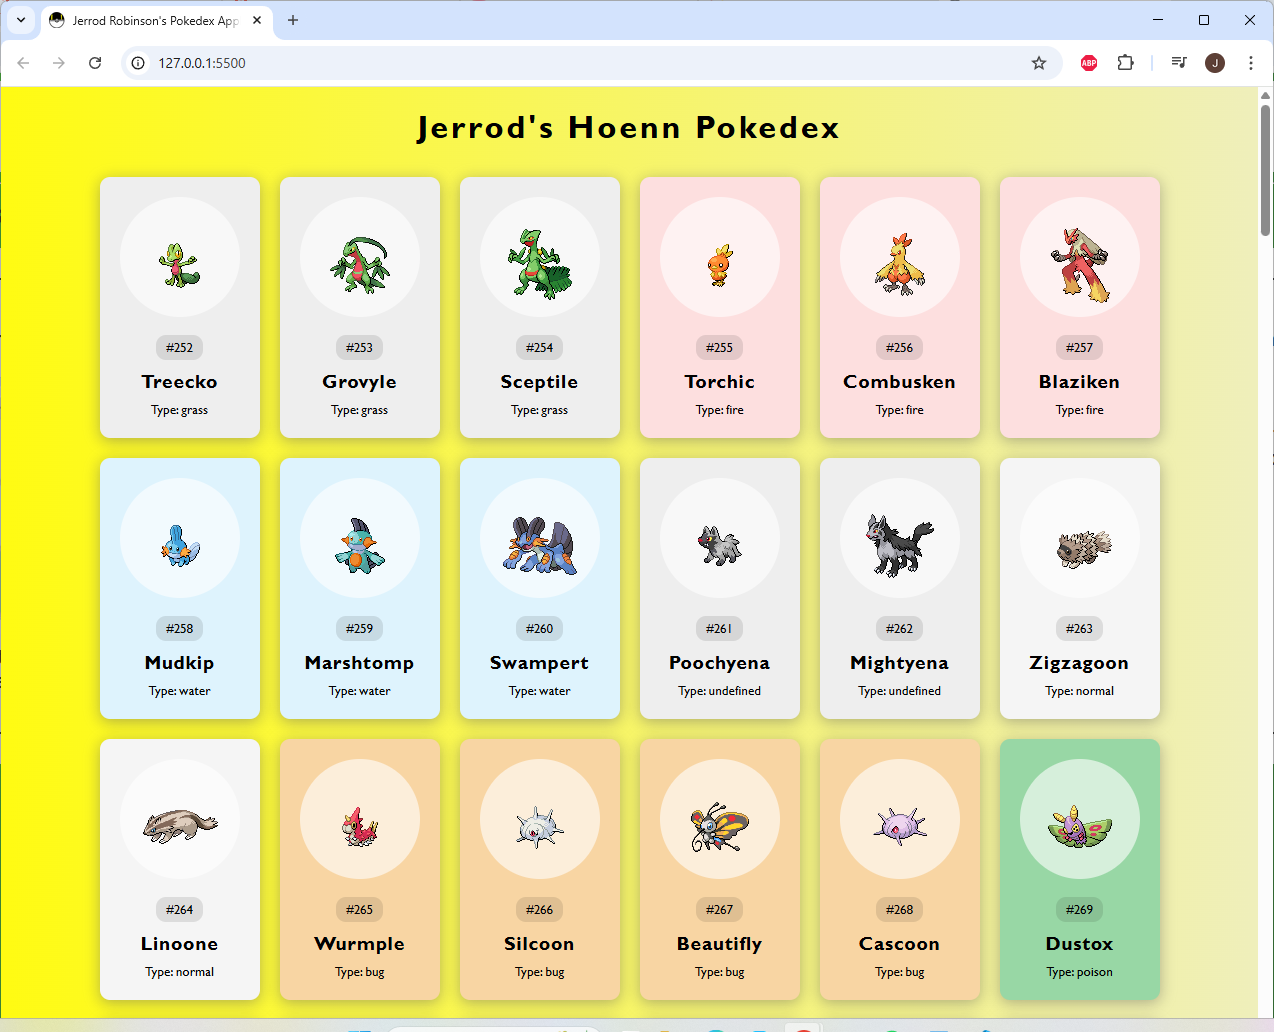 Jerrod Robinson's Pokedex App
127.0.0.1:5500
ABP
J
Jerrod's Hoenn Pokedex
#252 #253 #254 #255 #256 #257
Treecko Grovyle Sceptile Torchic Combusken Blaziken
Type: grass Type: grass Type: grass Type: fire Type: fire Type: fire
#258 #259 #260 #261 #262 #263
Mudkip Marshtomp Swampert Poochyena Mightyena Zigzagoon
Type: water Type: water Type: water Type: undefined Type: undefined Type: normal
#264 #265 #266 #267 #268 #269
Linoone Wurmple Silcoon Beautifly Cascoon Dustox
Type: normal Type: bug Type: bug Type: bug Type: bug Type: poison